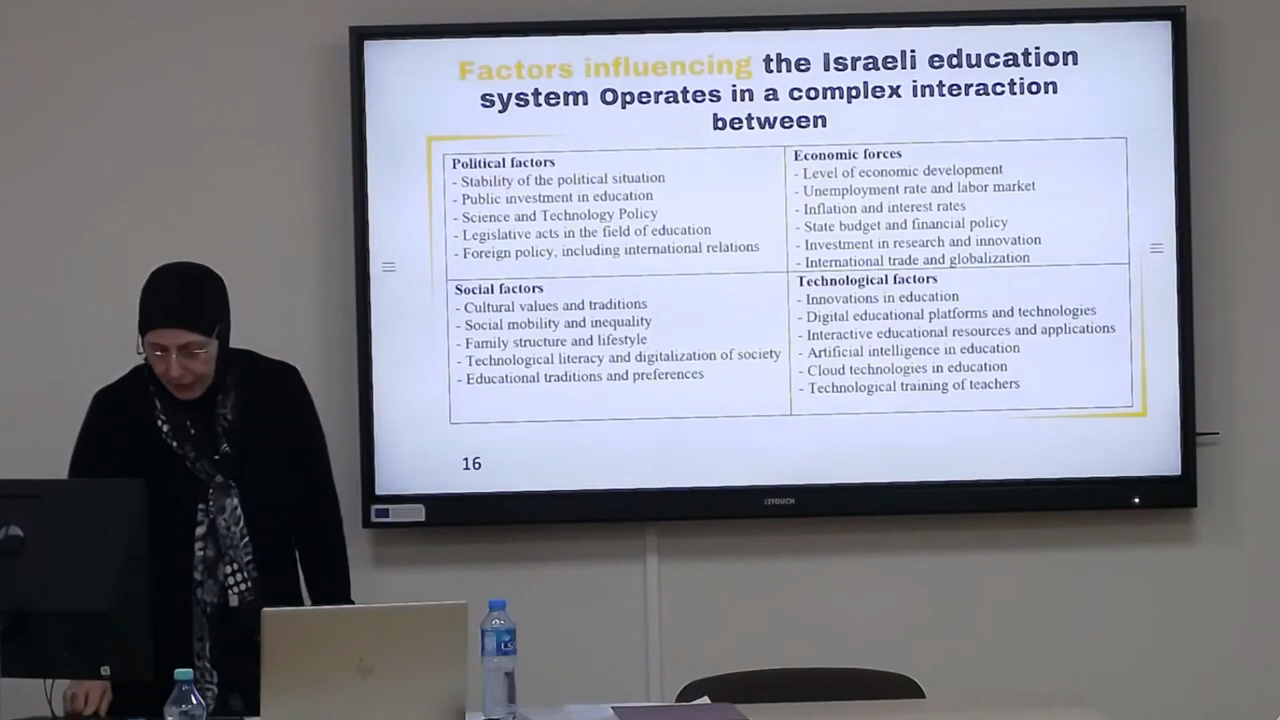 Factors influencing the Israeli education
system Operates in a complex interaction
between
Political factors
- Stability of the political situation
- Public investment in education
- Science and Technology Policy
- Legislative acts in the field of education
- Foreign policy, including international relations
Economic forces
- Level of economic development
- Unemployment rate and labor market
- Inflation and interest rates
- State budget and financial policy
- Investment in research and innovation
- International trade and globalization
Social factors
- Cultural values and traditions
- Social mobility and inequality
- Family structure and lifestyle
- Technological literacy and digitalization of society
- Educational traditions and preferences
Technological factors
- Innovations in education
- Digital educational platforms and technologies
- Interactive educational resources and applications
- Artificial intelligence in education
- Cloud technologies in education
- Technological training of teachers
16